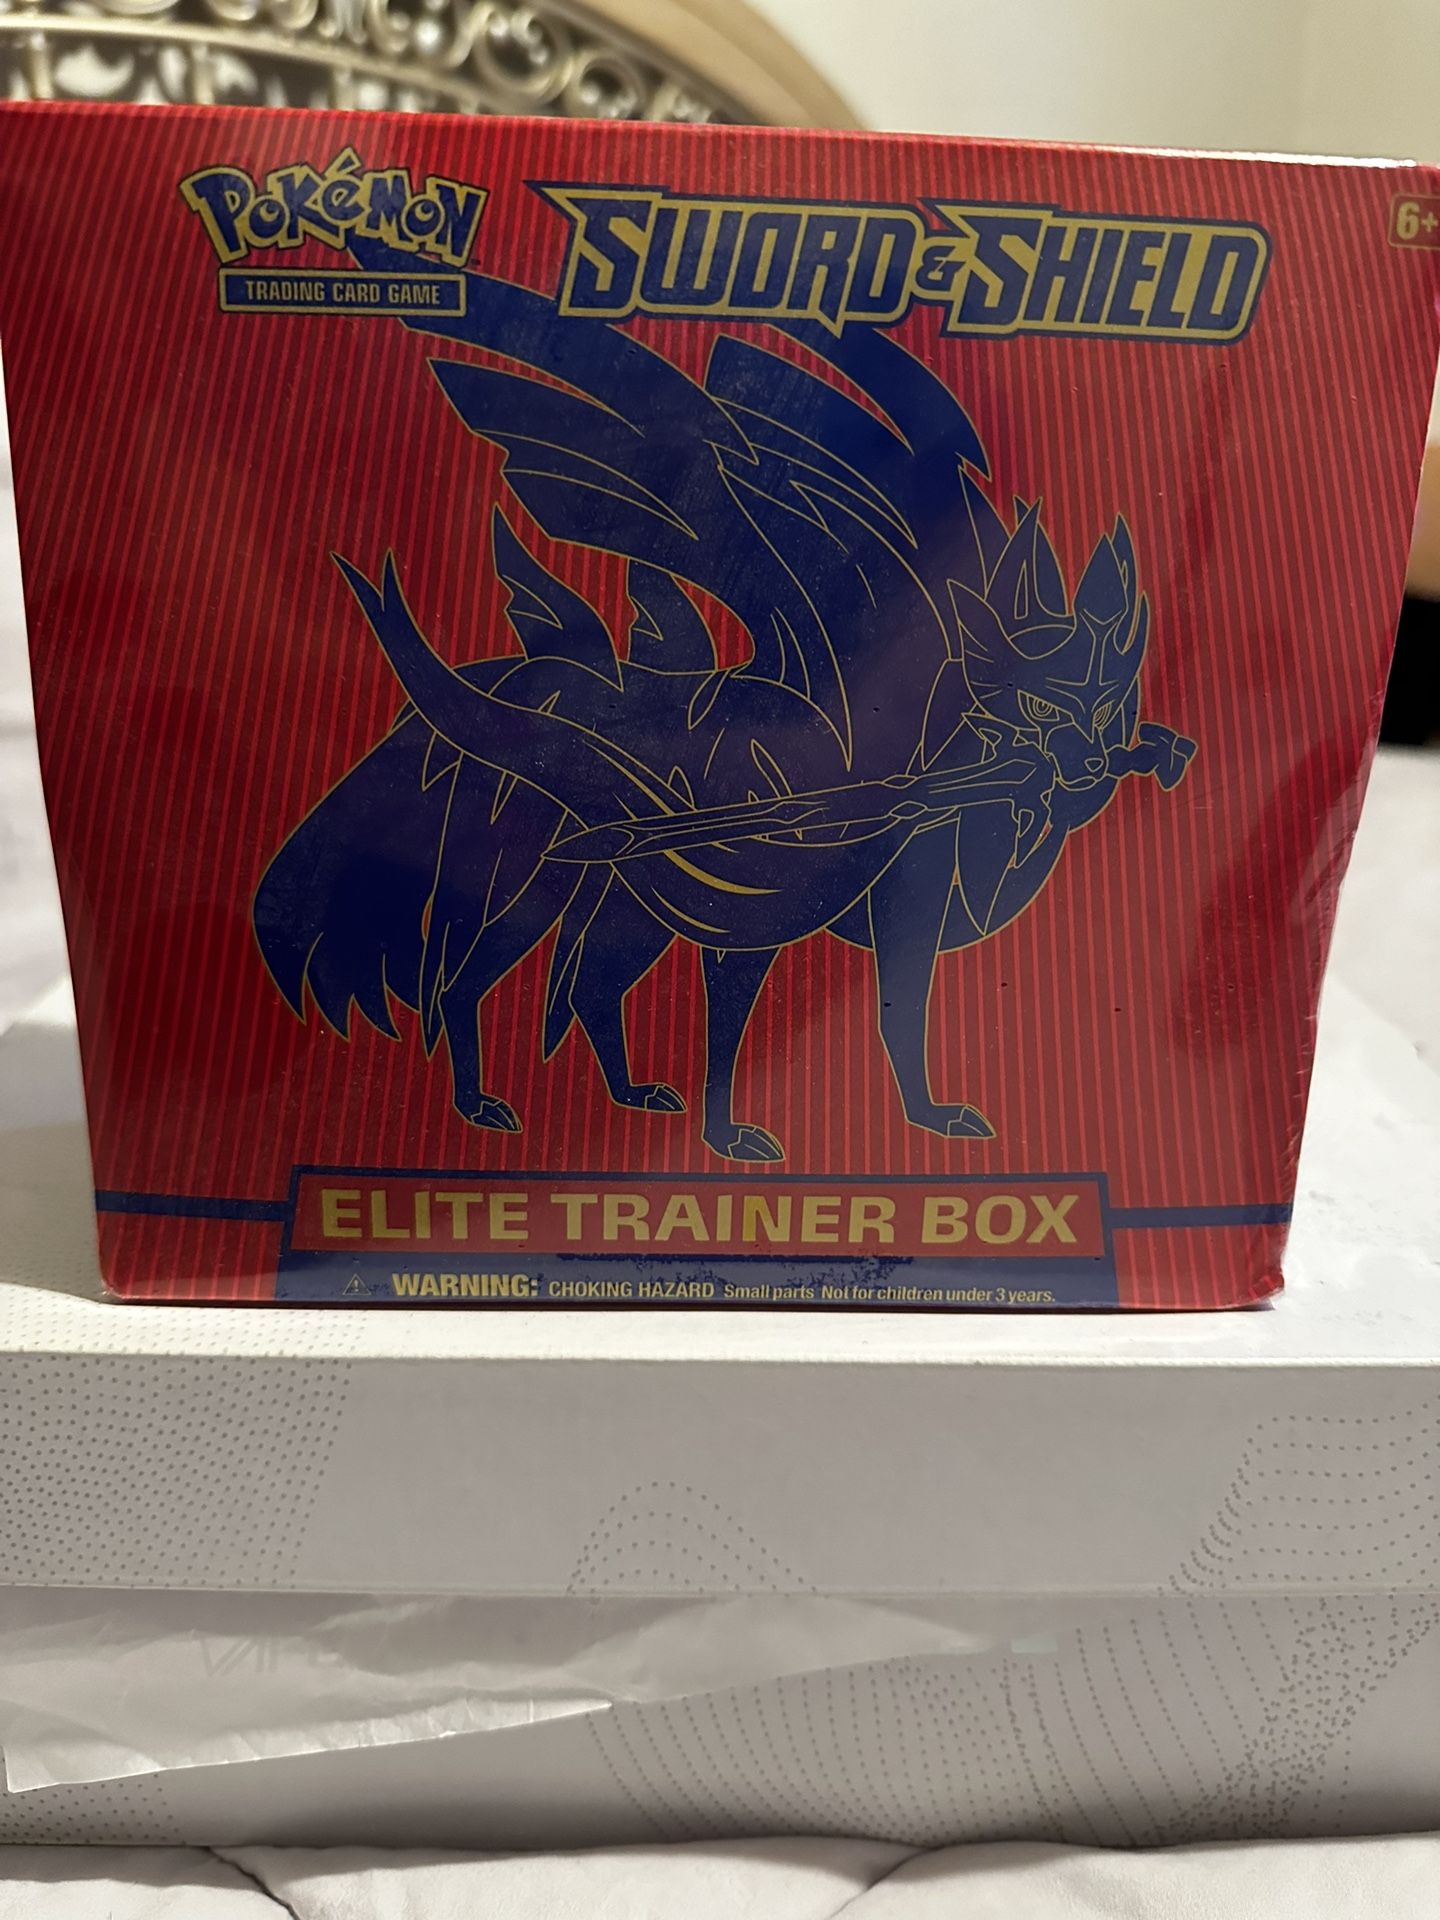 POKéMON
TRADING CARD GAME
SWORD & SHIELD
6+
ELITE TRAINER BOX
WARNING: CHOKING HAZARD Small parts Not for children under 3 years.